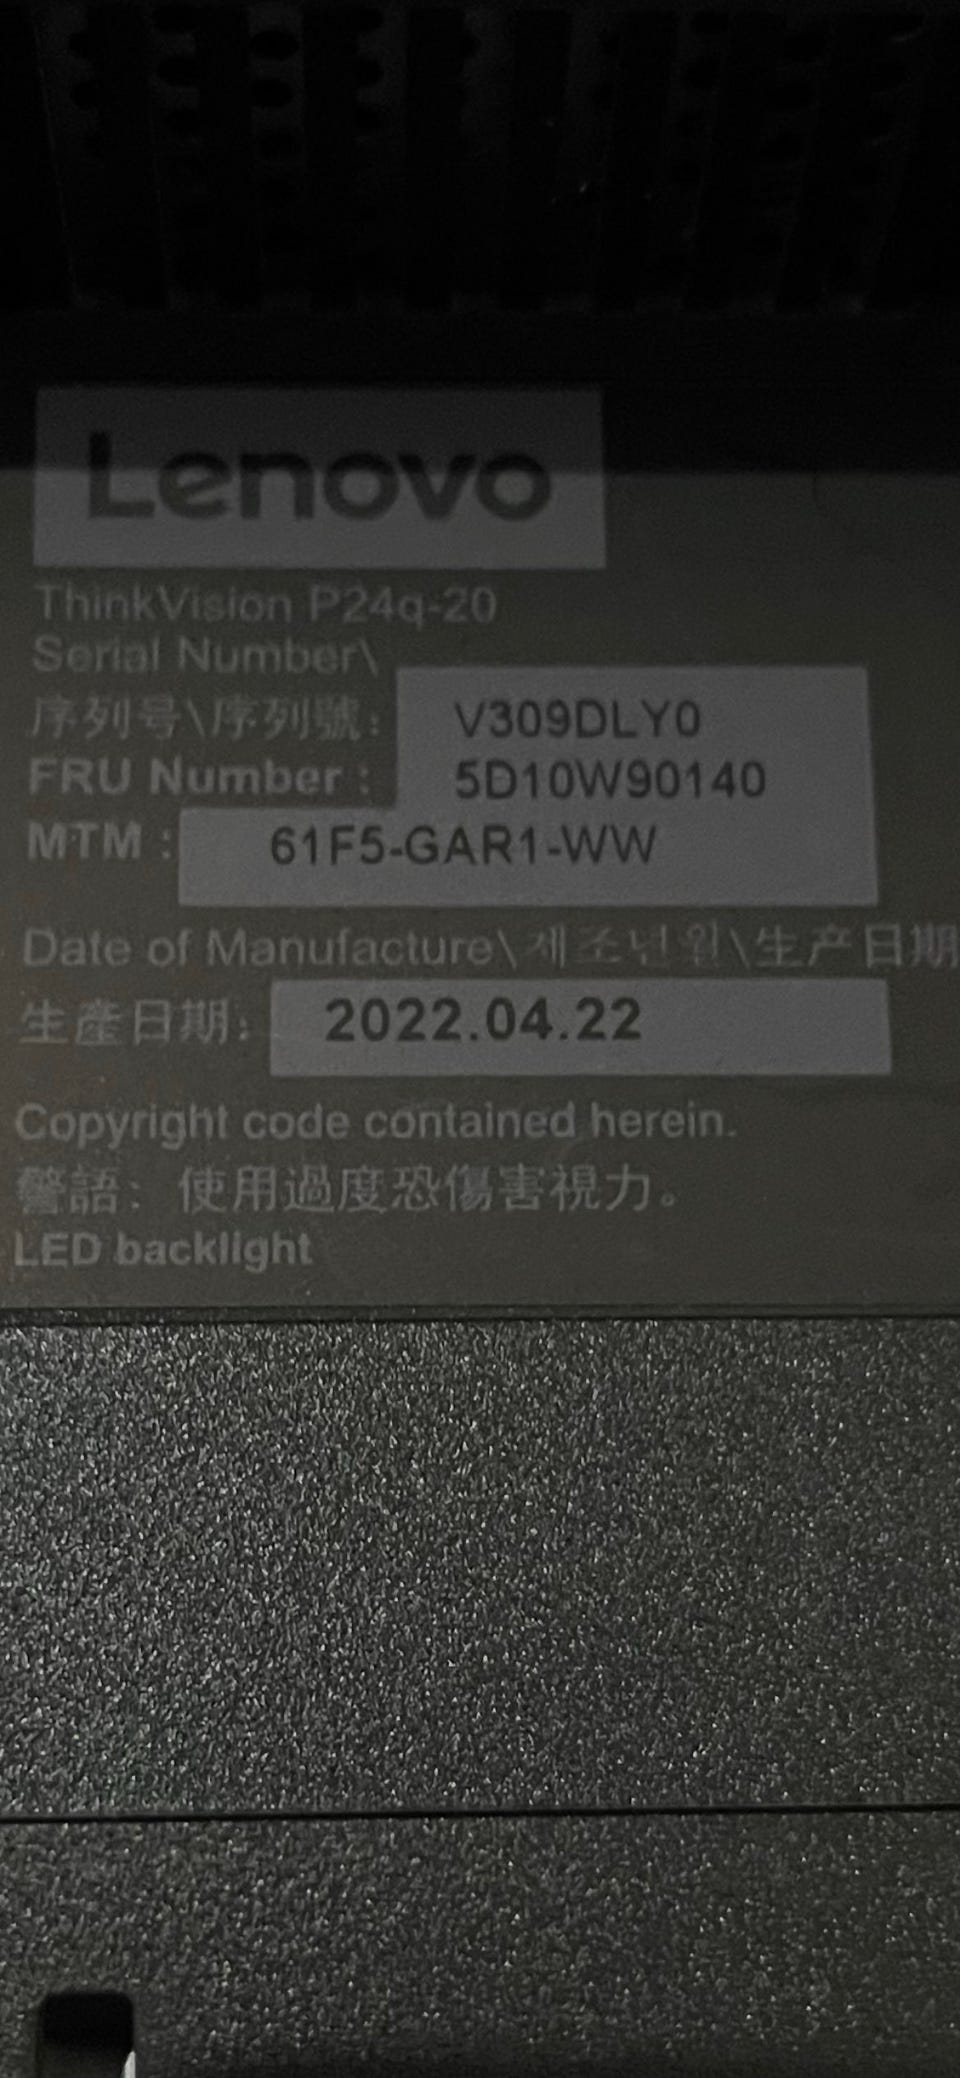 Lenovo
ThinkVision P24q-20
Serial Number\
序列号\序列號: V309DLY0
FRU Number : 5D10W90140
MTM : 61F5-GAR1-WW
Date of Manufacture\제조년월\生产日期
生產日期: 2022.04.22
Copyright code contained herein.
警語: 使用過度恐傷害視力。
LED backlight